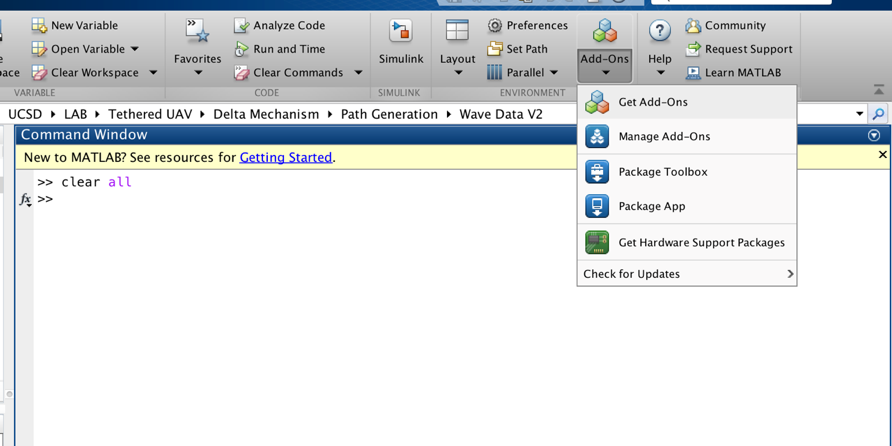 New Variable
Open Variable
Clear Workspace
VARIABLE
Favorites
Analyze Code
Run and Time
Clear Commands
CODE
Simulink
SIMULINK
Layout
Preferences
Set Path
Parallel
ENVIRONMENT
Add-Ons
Help
Community
Request Support
Learn MATLAB
Get Add-Ons
Manage Add-Ons
Package Toolbox
Package App
Get Hardware Support Packages
Check for Updates
UCSD LAB Tethered UAV Delta Mechanism Path Generation Wave Data V2
Command Window
New to MATLAB? See resources for Getting Started.
>> clear all
fx >>